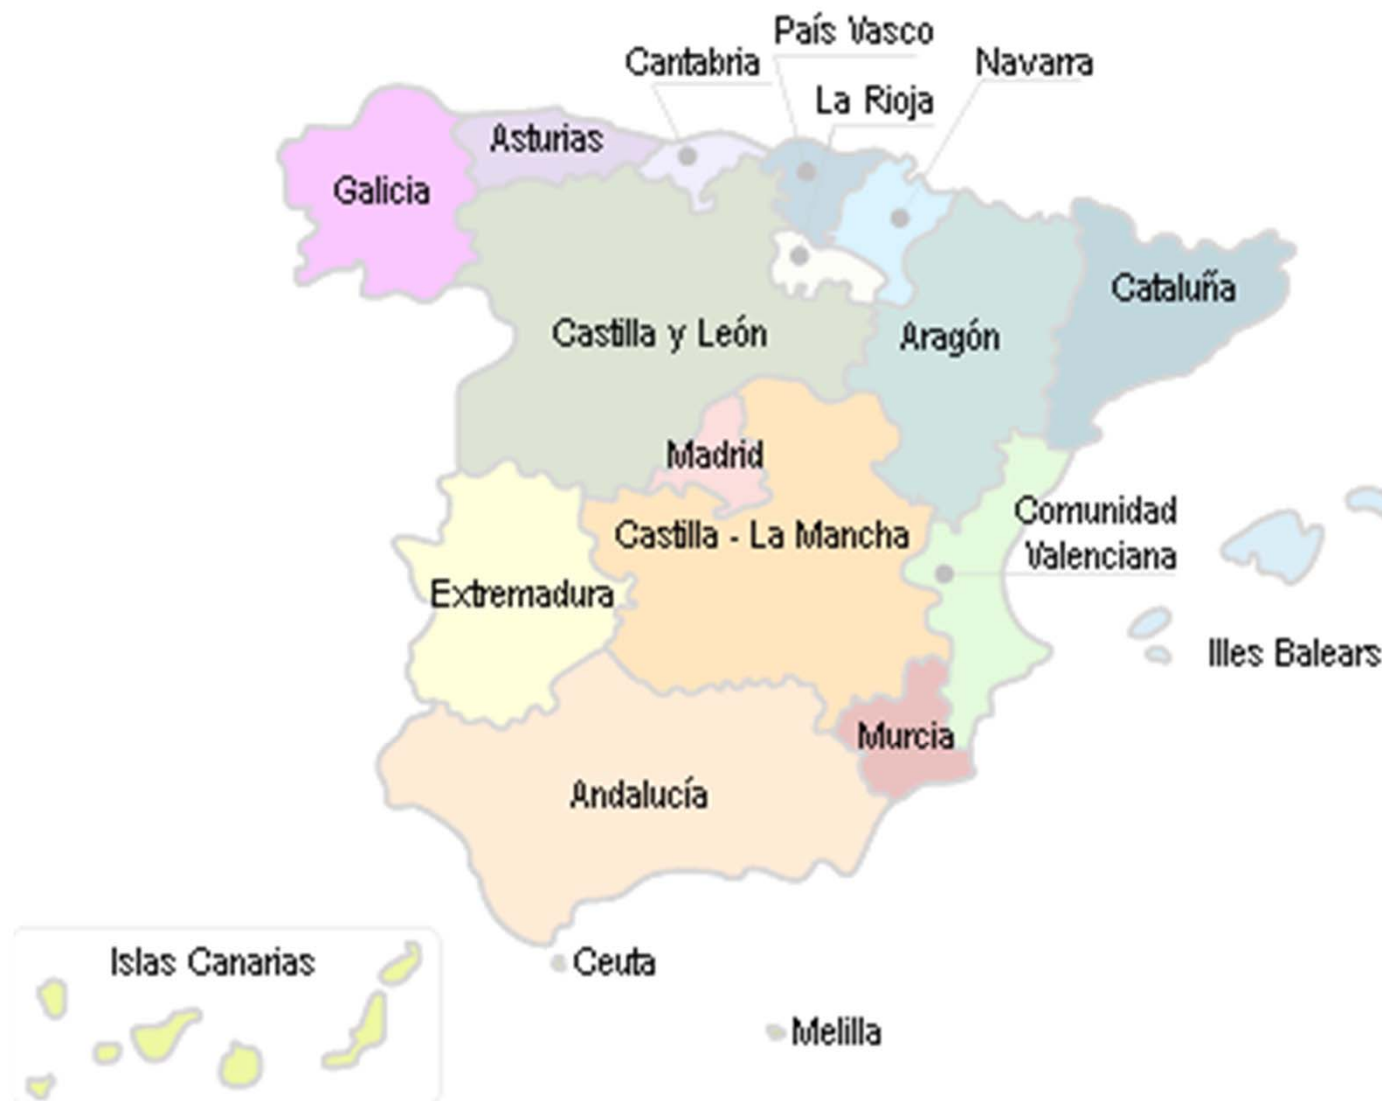 País Vasco
Cantabria
Navarra
La Rioja
Asturias
Galicia
Cataluña
Castilla y León
Aragón
Madrid
Comunidad
Valenciana
Castilla - La Mancha
Extremadura
Illes Balears
Murcia
Andalucía
Islas Canarias
Ceuta
Melilla